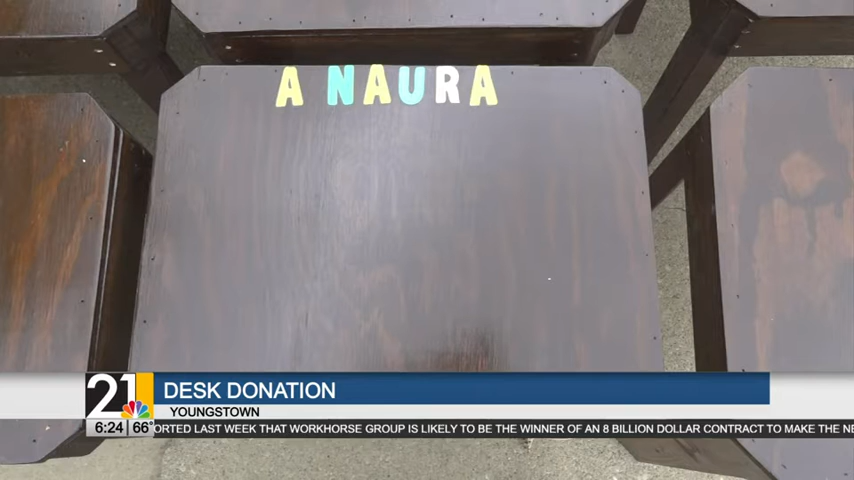 A NAURA
21
DESK DONATION
YOUNGSTOWN
6:24 66°
ORTED LAST WEEK THAT WORKHORSE GROUP IS LIKELY TO BE THE WINNER OF AN 8 BILLION DOLLAR CONTRACT TO MAKE THE NE